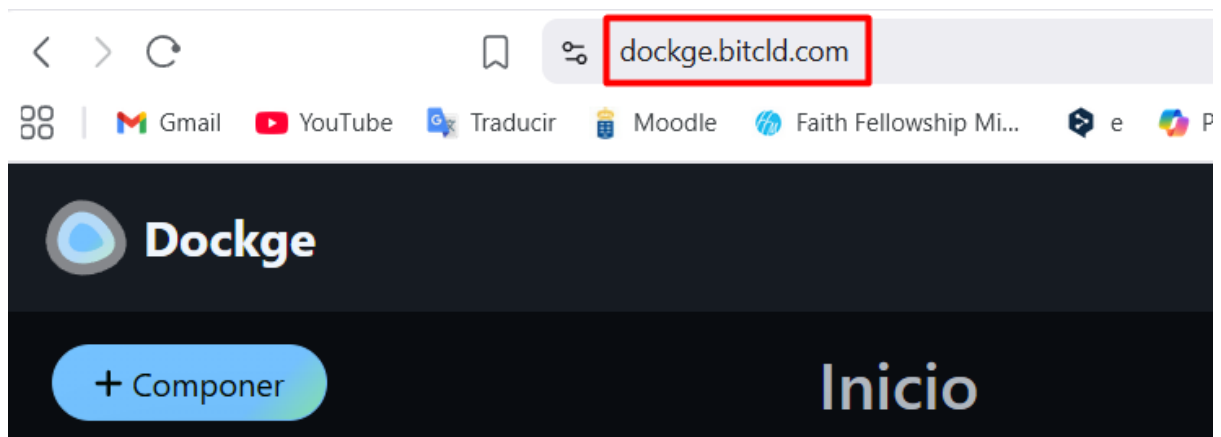 dockge.bitcld.com
Gmail YouTube Traducir Moodle Faith Fellowship Mi... e P
Dockge
+ Componer
Inicio